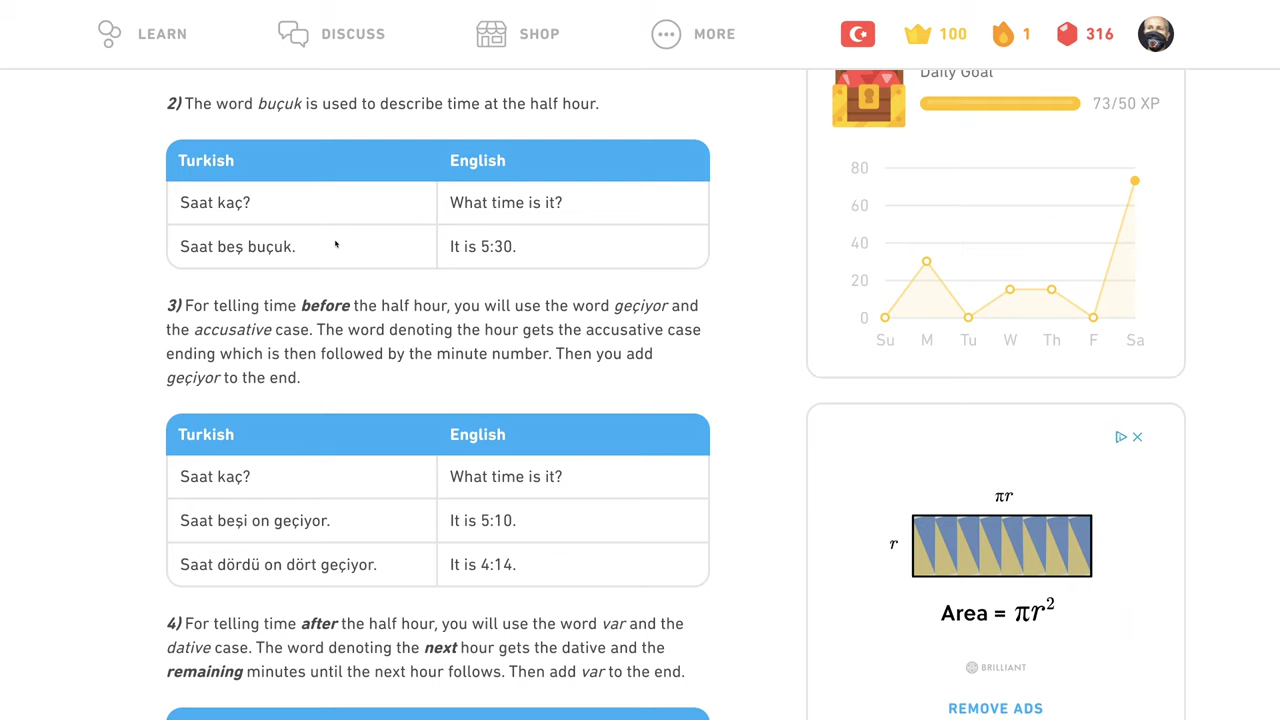 LEARN DISCUSS SHOP MORE 100 1 316
2) The word buçuk is used to describe time at the half hour.
Turkish English
Saat kaç? What time is it?
Saat beş buçuk. It is 5:30.
3) For telling time before the half hour, you will use the word geçiyor and
the accusative case. The word denoting the hour gets the accusative case
ending which is then followed by the minute number. Then you add
geçiyor to the end.
Turkish English
Saat kaç? What time is it?
Saat beşi on geçiyor. It is 5:10.
Saat dördü on dört geçiyor. It is 4:14.
4) For telling time after the half hour, you will use the word var and the
dative case. The word denoting the next hour gets the dative and the
remaining minutes until the next hour follows. Then add var to the end.
Daily Goal
73/50 XP
80
60
40
20
0
Su M Tu W Th F Sa
πr
r
Area = πr²
BRILLIANT
REMOVE ADS